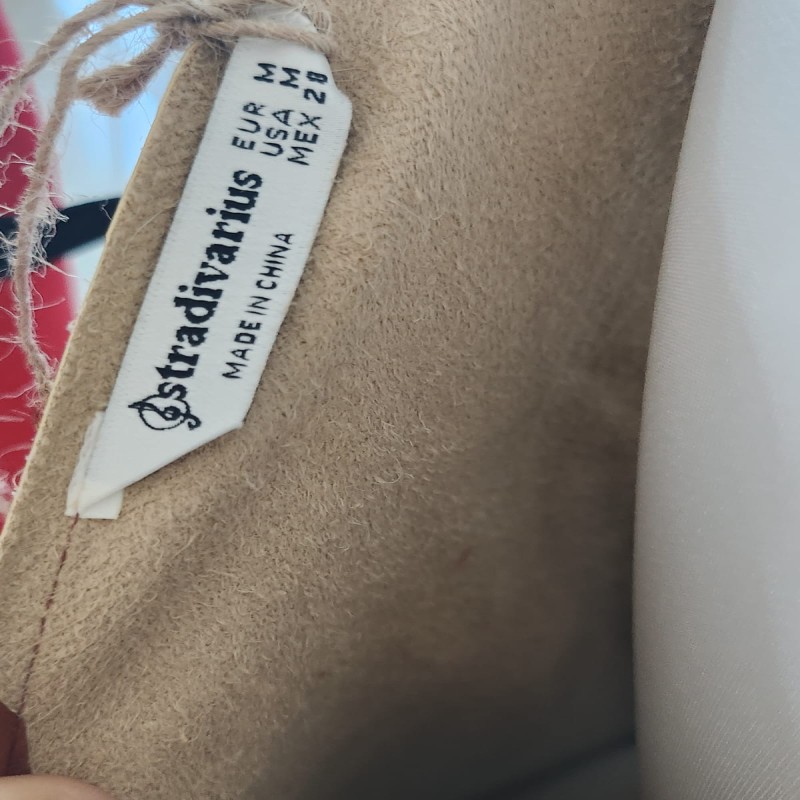 stradivarius
MADE IN CHINA
EUR M
USA M
MEX 28